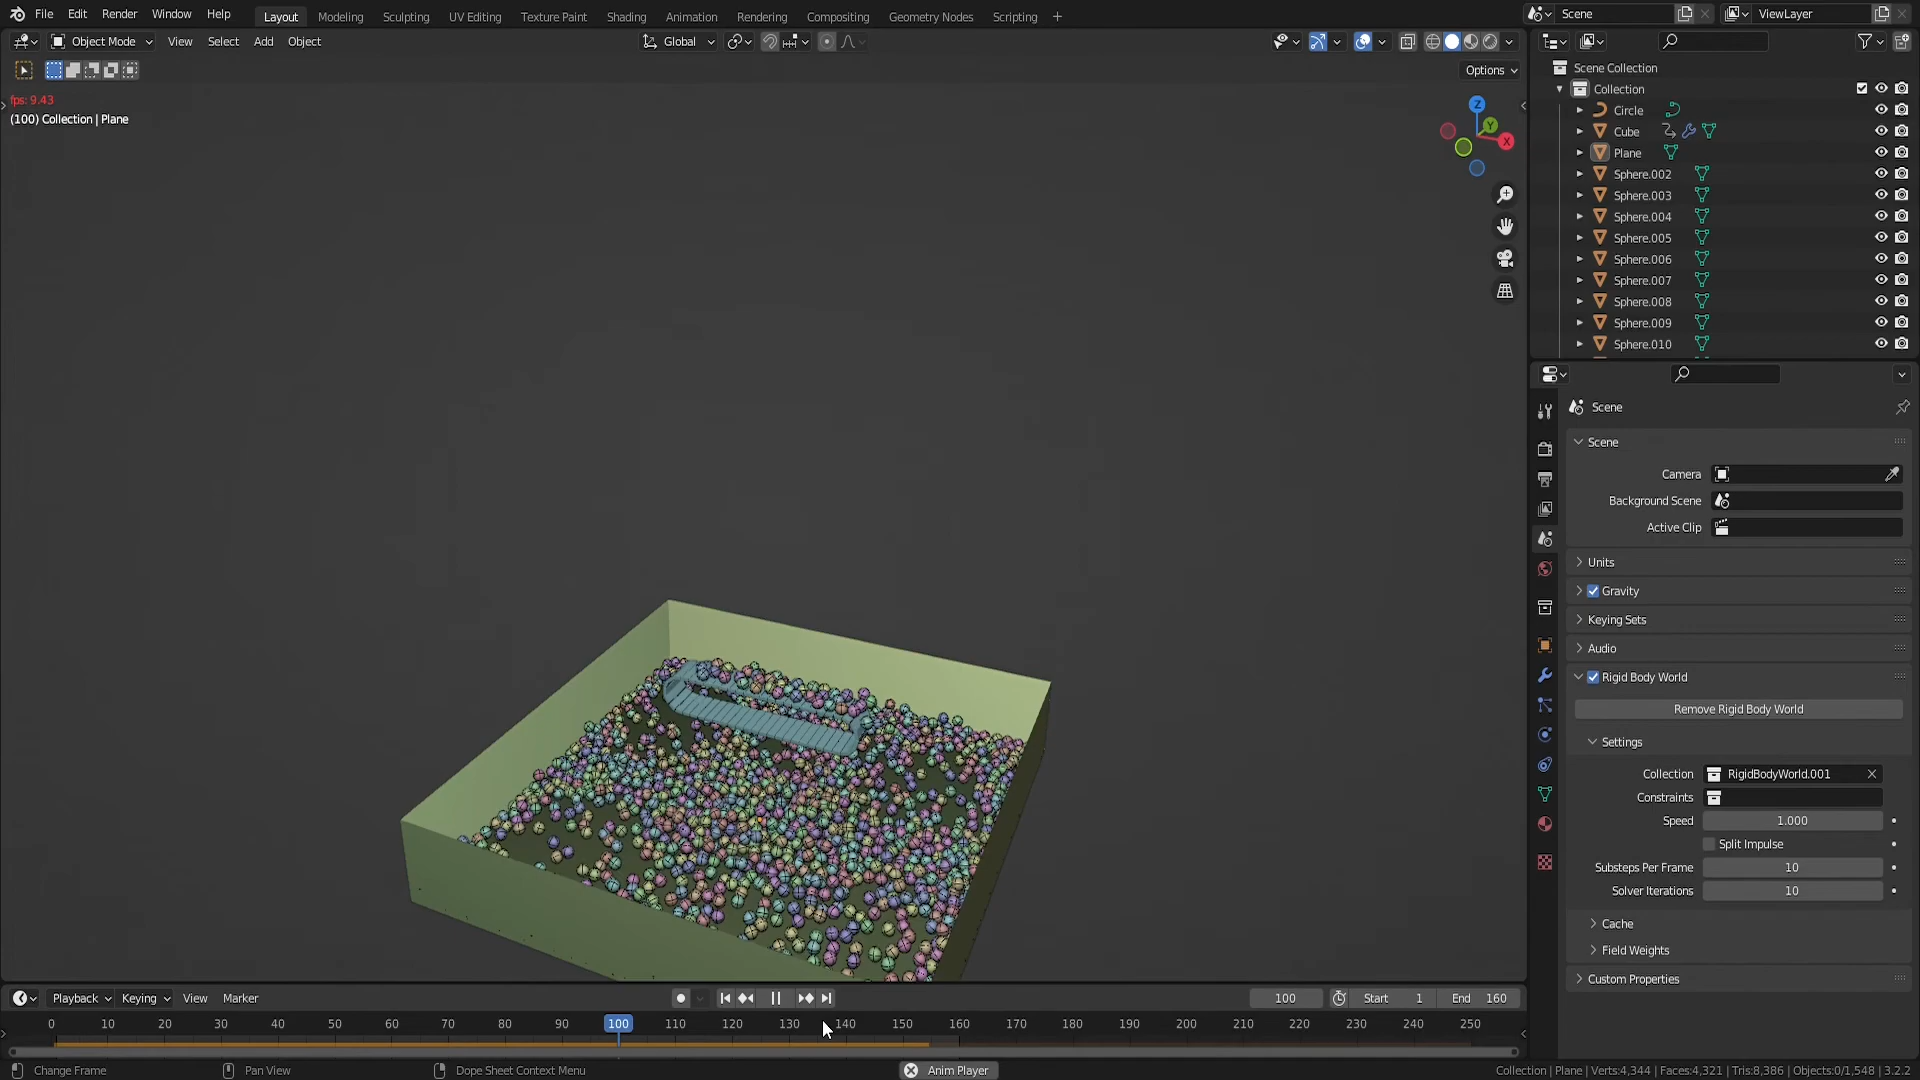 File Edit Render Window Help Layout Modeling Sculpting UV Editing Texture Paint Shading Animation Rendering Compositing Geometry Nodes Scripting + Scene ViewLayer
Object Mode View Select Add Object Global
Options
fps: 9.43
(100) Collection | Plane
Z
Y
X
Scene Collection
Collection
Circle
Cube
Plane
Sphere.002
Sphere.003
Sphere.004
Sphere.005
Sphere.006
Sphere.007
Sphere.008
Sphere.009
Sphere.010
Scene
Scene
Camera
Background Scene
Active Clip
Units
Gravity
Keying Sets
Audio
Rigid Body World
Remove Rigid Body World
Settings
Collection RigidBodyWorld.001
Constraints
Speed 1.000
Split Impulse
Substeps Per Frame 10
Solver Iterations 10
Cache
Field Weights
Custom Properties
Playback Keying View Marker 100 Start 1 End 160
0 10 20 30 40 50 60 70 80 90 100 110 120 130 140 150 160 170 180 190 200 210 220 230 240 250
Change Frame Pan View Dope Sheet Context Menu Anim Player Collection | Plane | Verts:4,344 | Faces:4,321 | Tris:8,386 | Objects:0/1,548 | 3.2.2